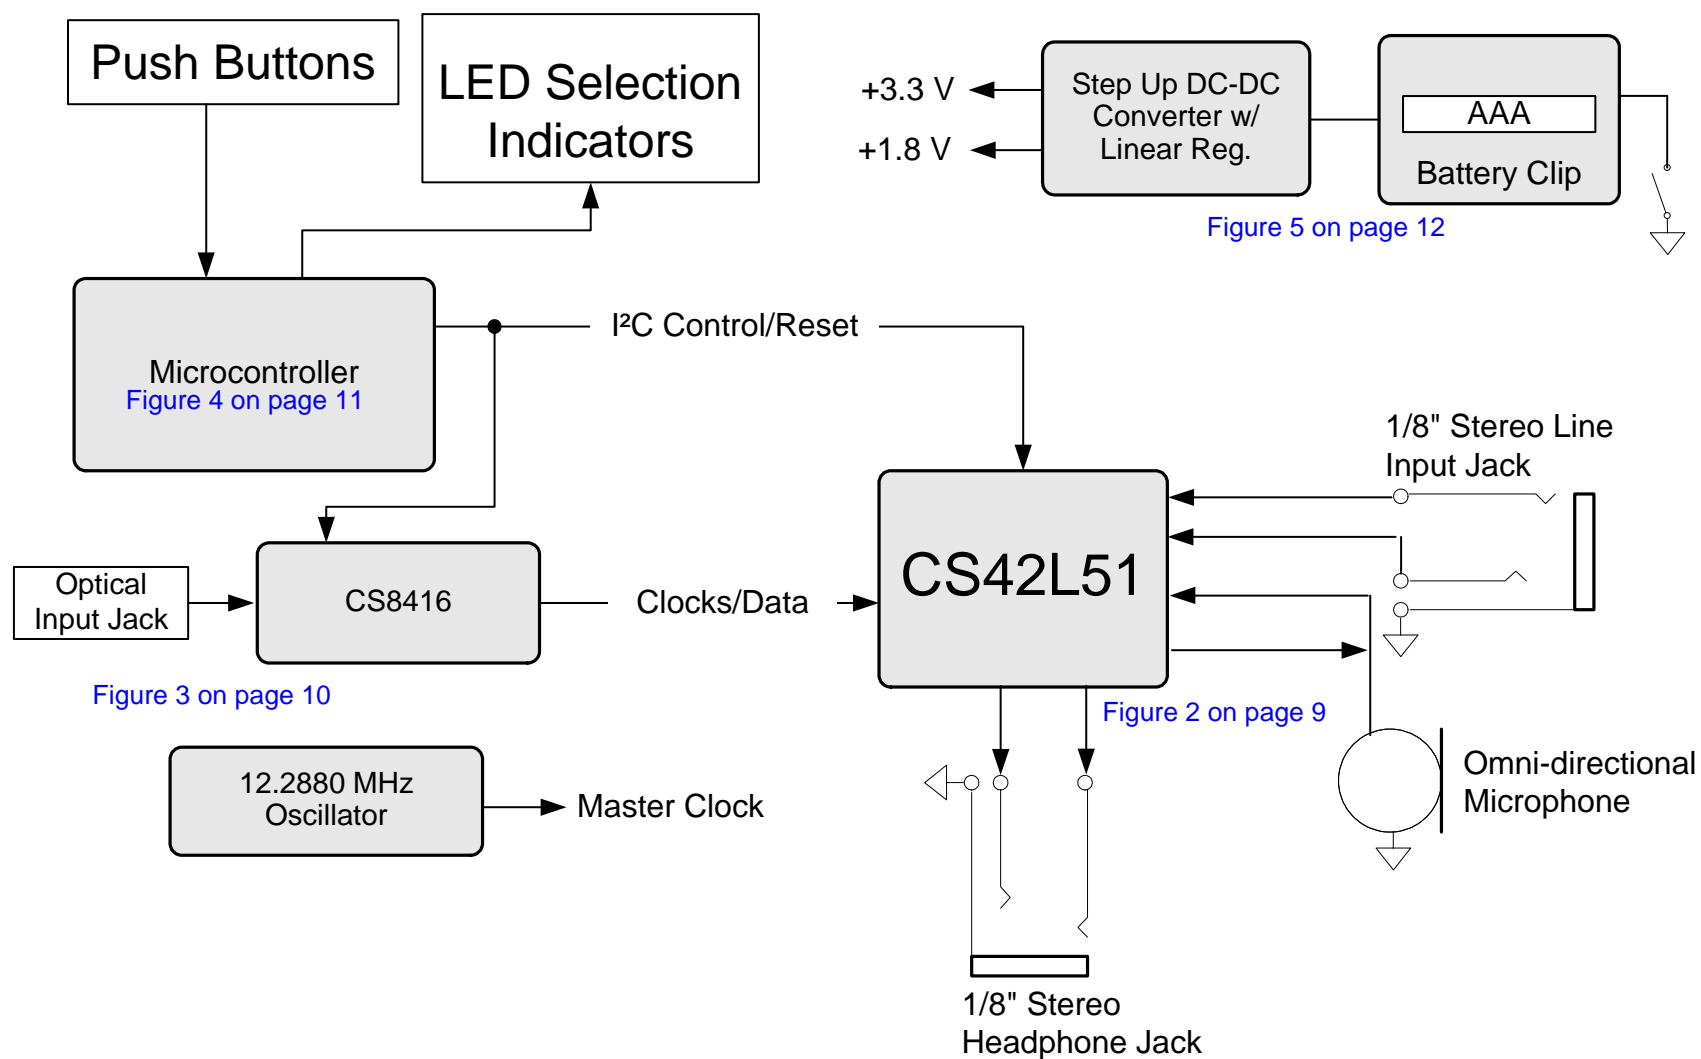 Push Buttons
LED Selection
Indicators
+3.3 V
+1.8 V
Step Up DC-DC
Converter w/
Linear Reg.
AAA
Battery Clip
Figure 5 on page 12
Microcontroller
Figure 4 on page 11
I²C Control/Reset
1/8" Stereo Line
Input Jack
Optical
Input Jack
CS8416
Clocks/Data
CS42L51
Figure 3 on page 10
Figure 2 on page 9
12.2880 MHz
Oscillator
Master Clock
Omni-directional
Microphone
1/8" Stereo
Headphone Jack